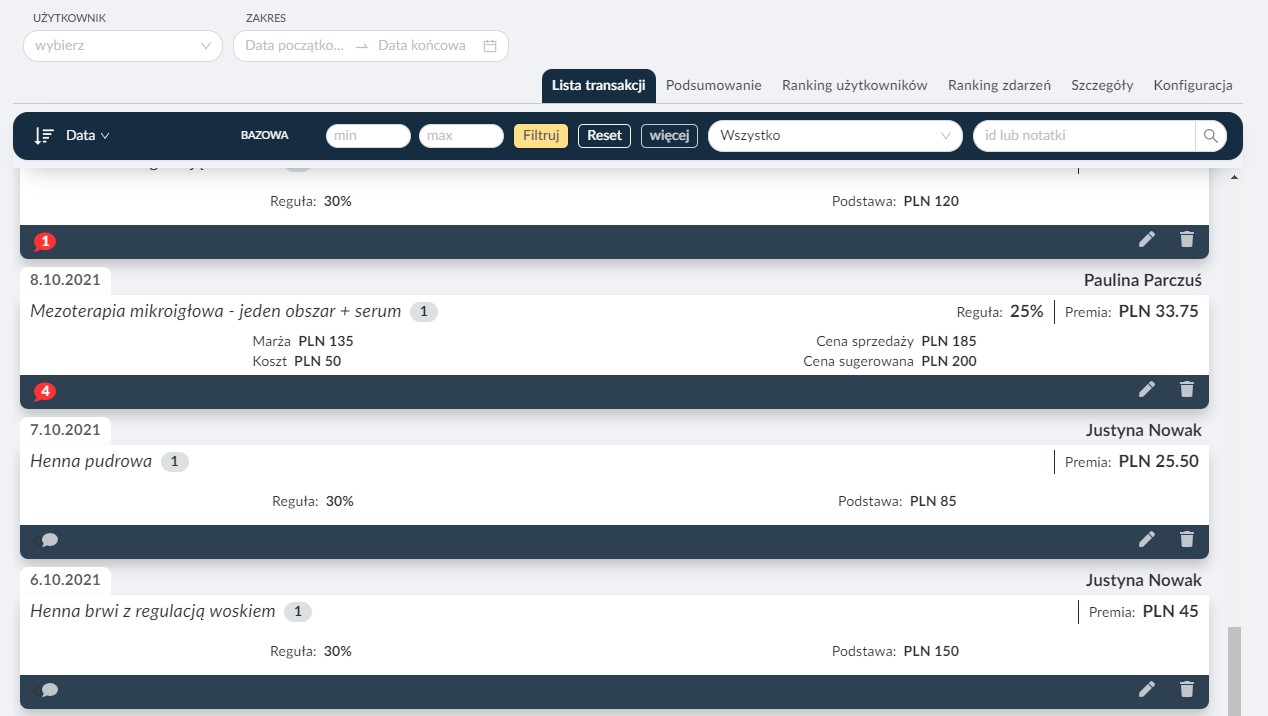 UŻYTKOWNIK ZAKRES
wybierz Data początko... → Data końcowa
Lista transakcji Podsumowanie Ranking użytkowników Ranking zdarzeń Szczegóły Konfiguracja
Data BAZOWA min max Filtruj Reset więcej Wszystko id lub notatki
Reguła: 30% Podstawa: PLN 120
1
8.10.2021 Paulina Parczuś
Mezoterapia mikroigłowa - jeden obszar + serum 1 Reguła: 25% Premia: PLN 33.75
Marża PLN 135 Cena sprzedaży PLN 185
Koszt PLN 50 Cena sugerowana PLN 200
4
7.10.2021 Justyna Nowak
Henna pudrowa 1 Premia: PLN 25.50
Reguła: 30% Podstawa: PLN 85
6.10.2021 Justyna Nowak
Henna brwi z regulacją woskiem 1 Premia: PLN 45
Reguła: 30% Podstawa: PLN 150